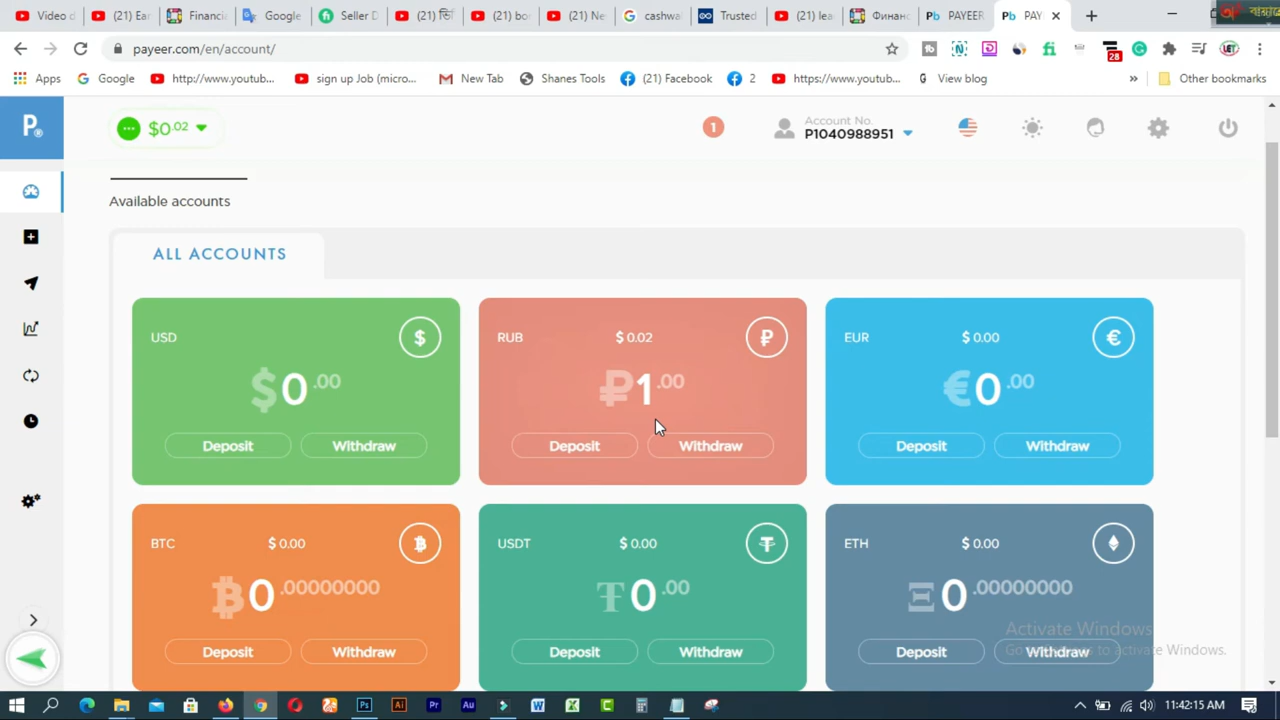 Video d
(21) Ear
Financi
Google
Seller D
(21) টি
(21) bo
(21) Ne
cashwa
Trusted
(21) lea
Финан
PAYEER
PAY
payeer.com/en/account/
28
LET
Apps
Google
http://www.youtub...
sign up Job (micro...
New Tab
Shanes Tools
(21) Facebook
2
https://www.youtub...
View blog
»
Other bookmarks
P
$0.02
1
Account No.
P1040988951
Available accounts
ALL ACCOUNTS
USD
$
$0.00
Deposit
Withdraw
RUB
$ 0.02
₽
₽1.00
Deposit
Withdraw
EUR
$ 0.00
€
€0.00
Deposit
Withdraw
BTC
$ 0.00
₿
₿0.00000000
Deposit
Withdraw
USDT
$ 0.00
₮
₮0.00
Deposit
Withdraw
ETH
$ 0.00
Ξ0.00000000
Deposit
Withdraw
Activate Windows
Go to Settings to activate Windows.
11:42:15 AM